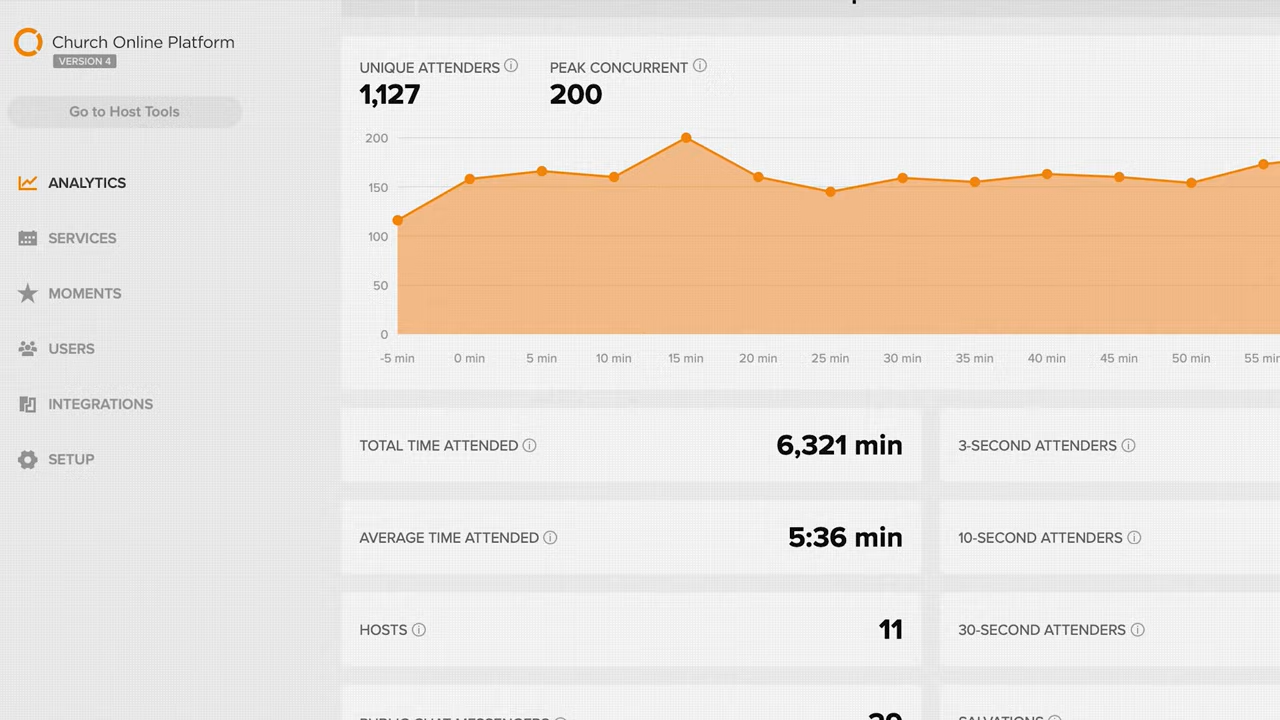 Church Online Platform
VERSION 4
Go to Host Tools
ANALYTICS
SERVICES
MOMENTS
USERS
INTEGRATIONS
SETUP
UNIQUE ATTENDERS PEAK CONCURRENT
1,127 200
200
150
100
50
0
-5 min 0 min 5 min 10 min 15 min 20 min 25 min 30 min 35 min 40 min 45 min 50 min 55 min
TOTAL TIME ATTENDED 6,321 min 3-SECOND ATTENDERS
AVERAGE TIME ATTENDED 5:36 min 10-SECOND ATTENDERS
HOSTS 11 30-SECOND ATTENDERS
PUBLIC CHAT MESSENGERS SALVATIONS